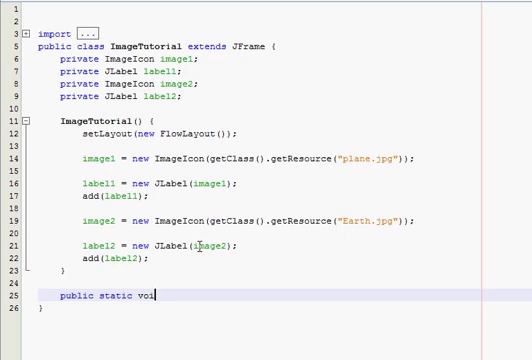 1
2
3 import ...
5 public class ImageTutorial extends JFrame {
6 private ImageIcon image1;
7 private JLabel label1;
8 private ImageIcon image2;
9 private JLabel label2;
10
11 ImageTutorial() {
12 setLayout(new FlowLayout());
13
14 image1 = new ImageIcon(getClass().getResource("plane.jpg"));
15
16 label1 = new JLabel(image1);
17 add(label1);
18
19 image2 = new ImageIcon(getClass().getResource("Earth.jpg"));
20
21 label2 = new JLabel(image2);
22 add(label2);
23 }
24
25 public static voi
26 }